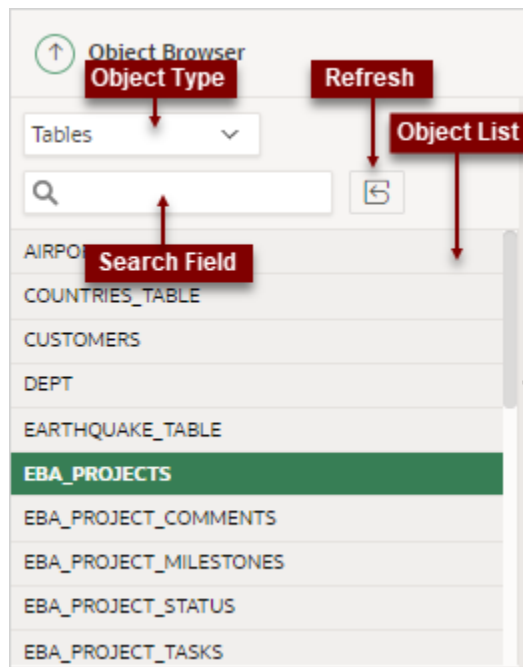 Object Browser
Object Type
Refresh
Tables
Object List
Search Field
COUNTRIES_TABLE
CUSTOMERS
DEPT
EARTHQUAKE_TABLE
EBA_PROJECTS
EBA_PROJECT_COMMENTS
EBA_PROJECT_MILESTONES
EBA_PROJECT_STATUS
EBA_PROJECT_TASKS